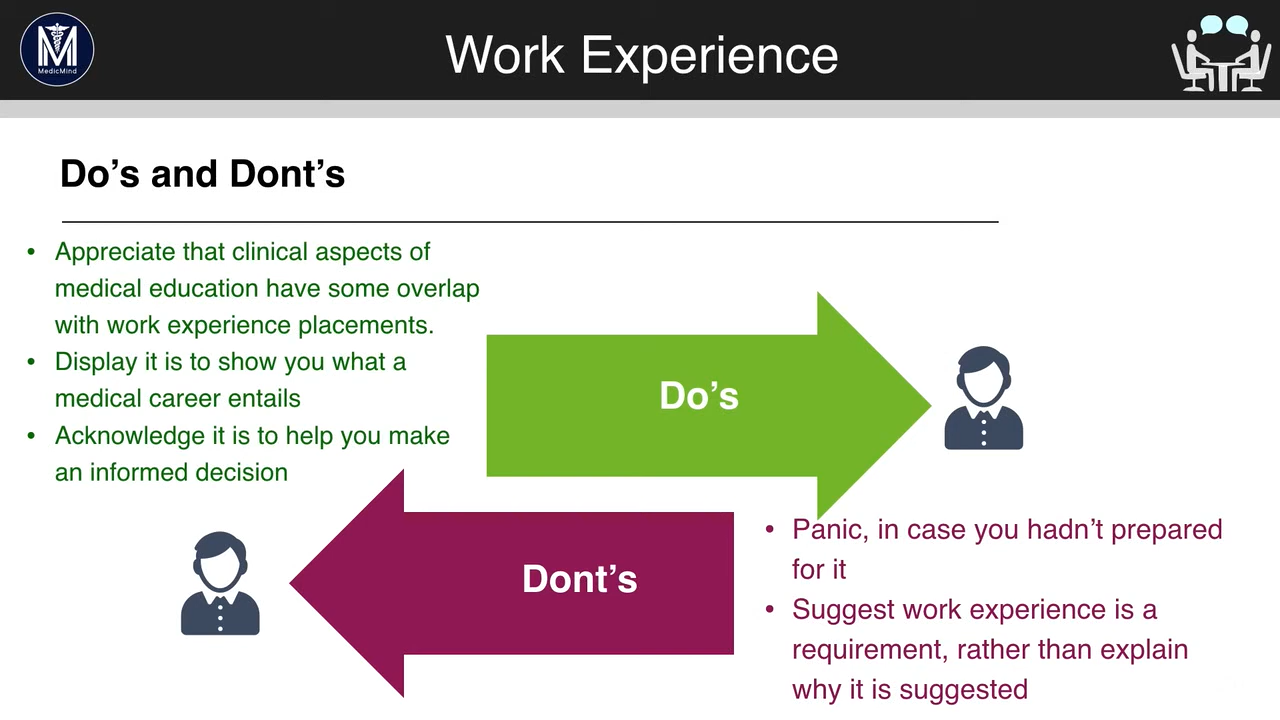 M
MedicMind
Work Experience
Do’s and Dont’s
• Appreciate that clinical aspects of
medical education have some overlap
with work experience placements.
• Display it is to show you what a
medical career entails
• Acknowledge it is to help you make
an informed decision
Do’s
Dont’s
• Panic, in case you hadn’t prepared
for it
• Suggest work experience is a
requirement, rather than explain
why it is suggested